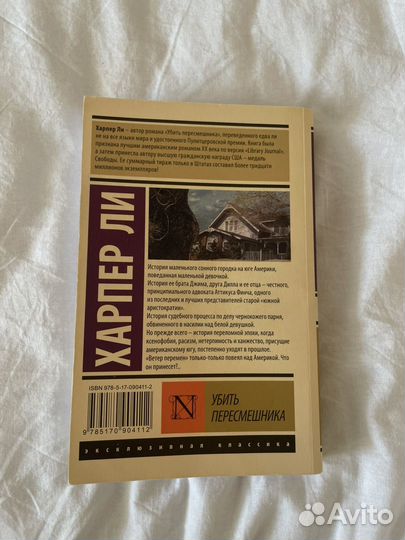 Харпер Ли – автор романа «Убить пересмешника», переведенного едва ли
не на все языки мира и удостоенного Пулитцеровской премии. Книга была
признана лучшим американским романом XX века по версии «Library Journal»,
а затем принесла автору высшую гражданскую награду США – медаль
Свободы. Ее суммарный тираж только в Штатах составил более тридцати
миллионов экземпляров!
ХАРПЕР ЛИ
История маленького сонного городка на юге Америки,
поведанная маленькой девочкой.
История ее брата Джима, друга Дилла и ее отца – честного,
принципиального адвоката Аттикуса Финча, одного
из последних и лучших представителей старой «южной
аристократии».
История судебного процесса по делу чернокожего парня,
обвиненного в насилии над белой девушкой.
Но прежде всего – история переломной эпохи, когда
ксенофобия, расизм, нетерпимость и ханжество, присущие
американскому югу, постепенно уходят в прошлое.
«Ветер перемен» только-только повеял над Америкой. Что
он принесет?..
ISBN 978-5-17-090411-2
9 785170 904112
N
УБИТЬ
ПЕРЕСМЕШНИКА
эксклюзивная классика
Avito